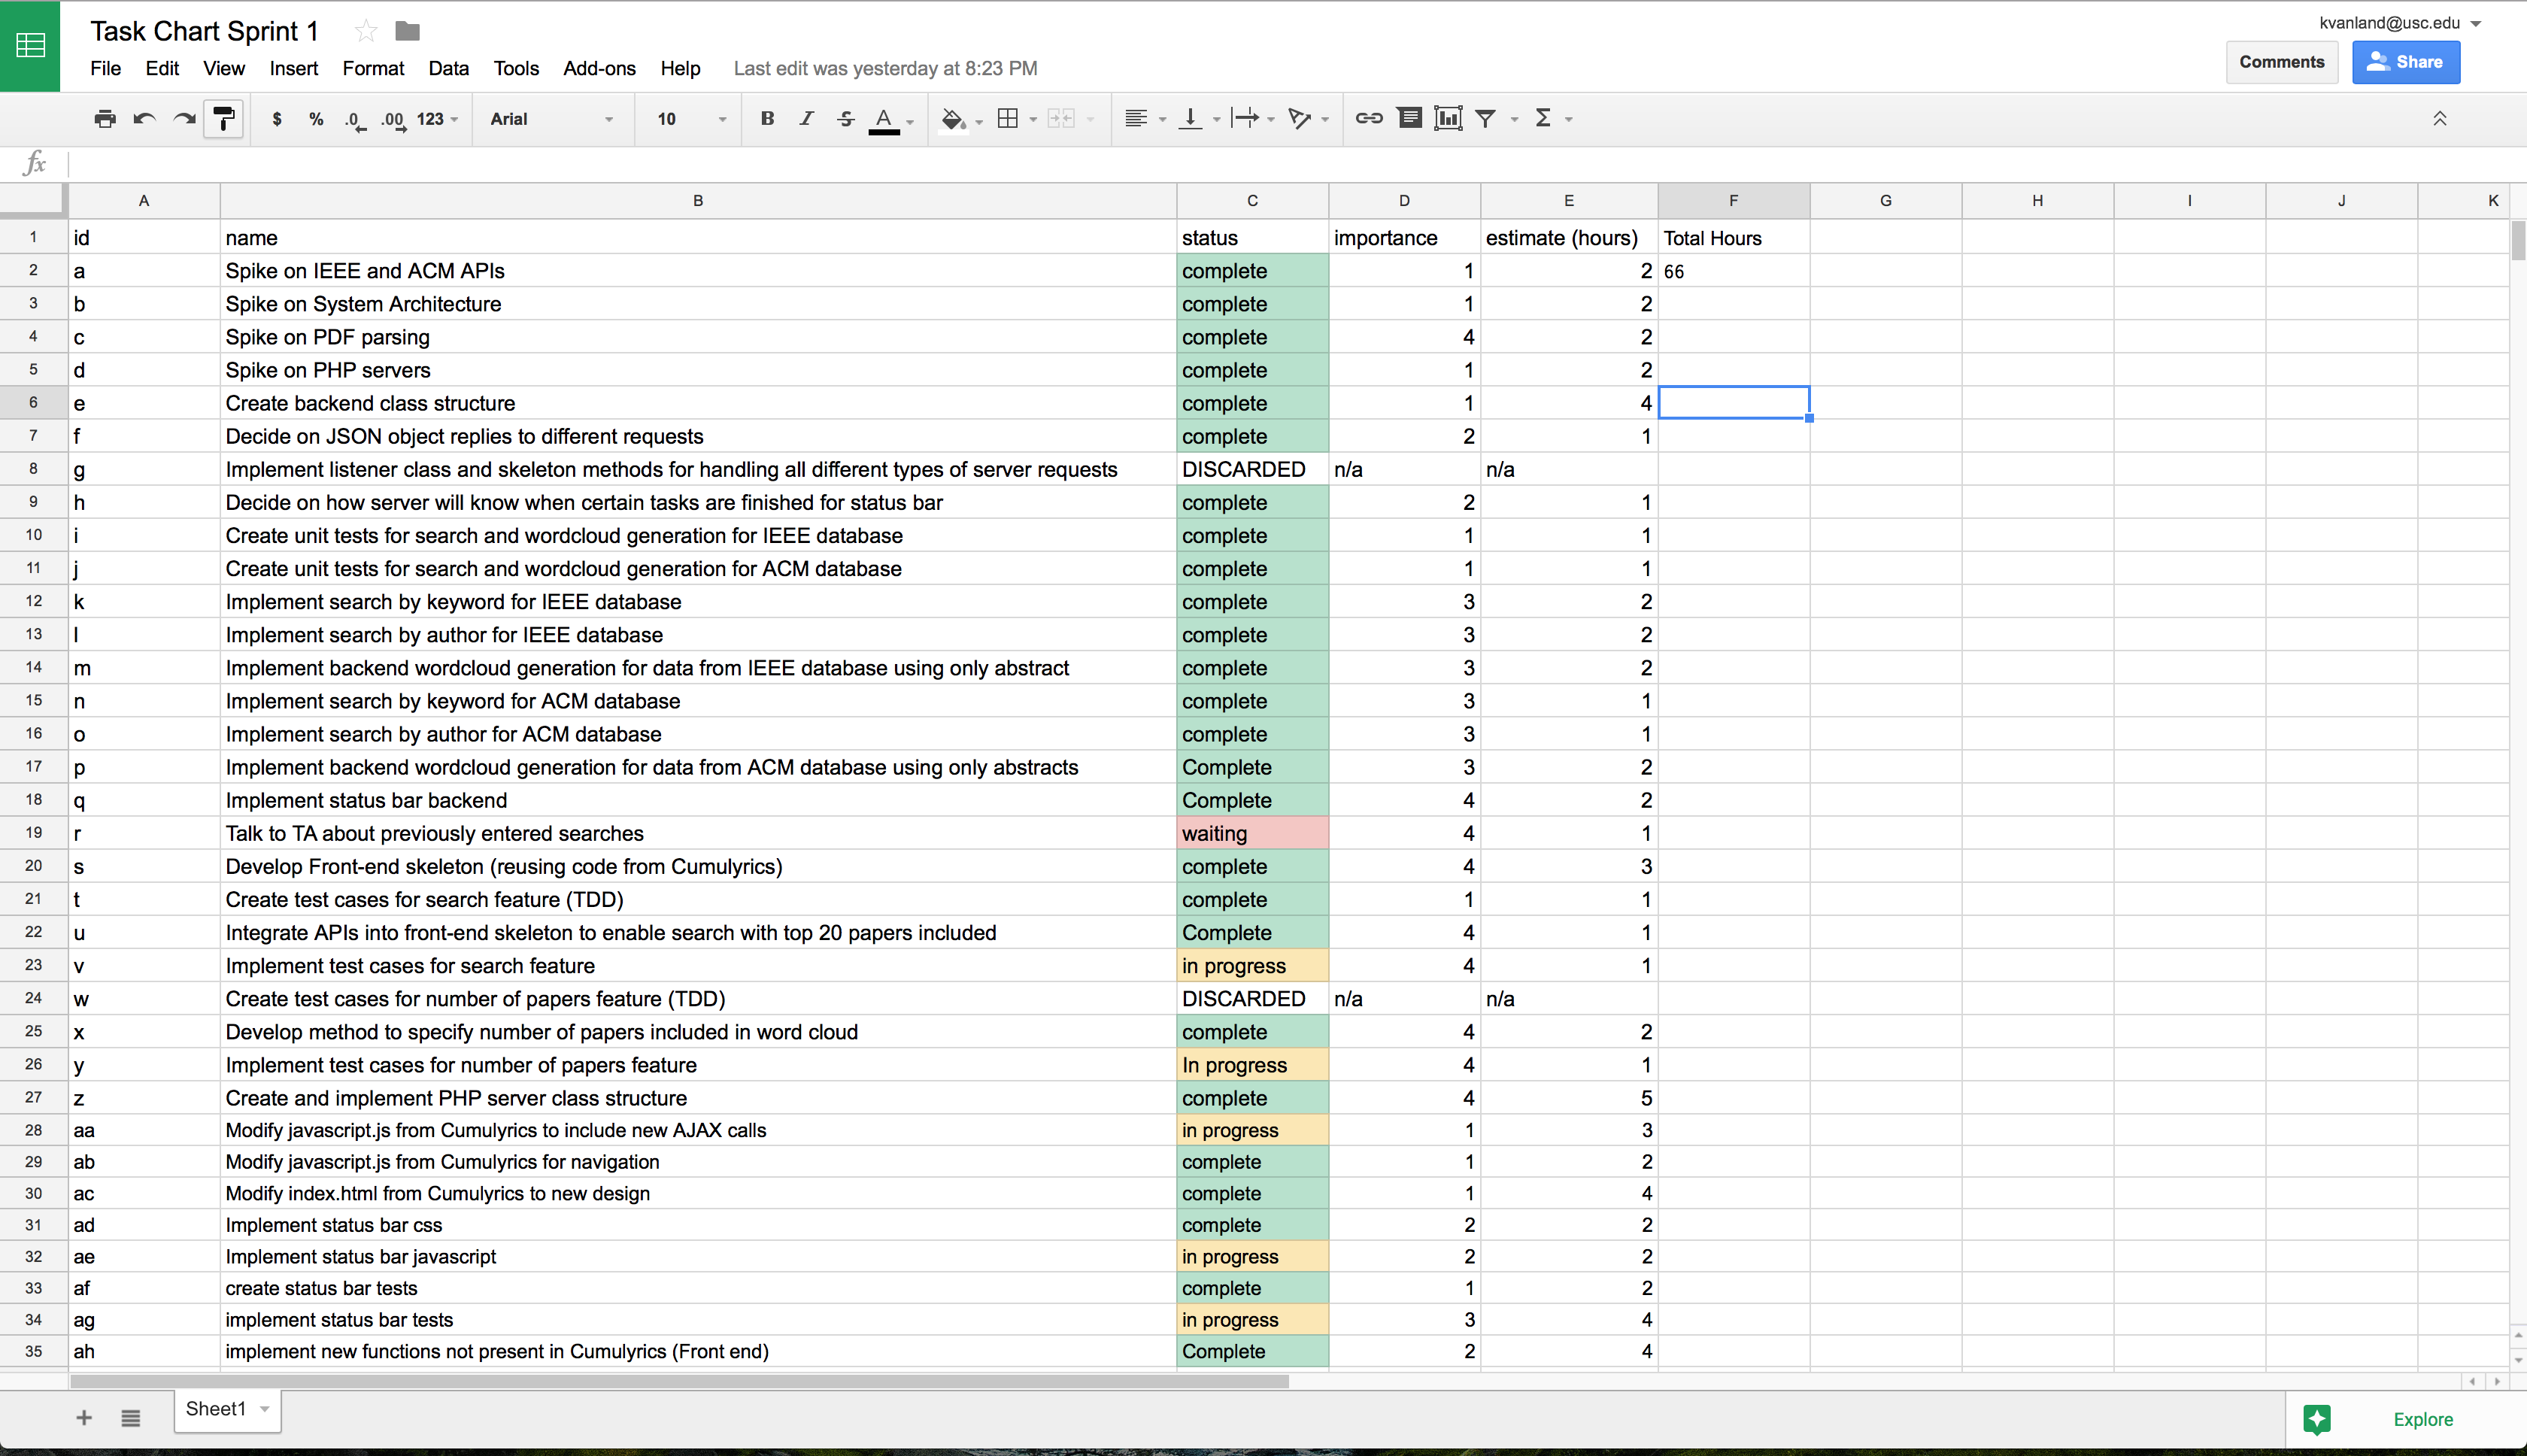 Task Chart Sprint 1
kvanland@usc.edu
File Edit View Insert Format Data Tools Add-ons Help Last edit was yesterday at 8:23 PM
Comments Share
$ % .0 .00 123 Arial 10 B I S A Σ
fx
A B C D E F G H I J K
1 id name status importance estimate (hours) Total Hours
2 a Spike on IEEE and ACM APIs complete 1 2 66
3 b Spike on System Architecture complete 1 2
4 c Spike on PDF parsing complete 4 2
5 d Spike on PHP servers complete 1 2
6 e Create backend class structure complete 1 4
7 f Decide on JSON object replies to different requests complete 2 1
8 g Implement listener class and skeleton methods for handling all different types of server requests DISCARDED n/a n/a
9 h Decide on how server will know when certain tasks are finished for status bar complete 2 1
10 i Create unit tests for search and wordcloud generation for IEEE database complete 1 1
11 j Create unit tests for search and wordcloud generation for ACM database complete 1 1
12 k Implement search by keyword for IEEE database complete 3 2
13 l Implement search by author for IEEE database complete 3 2
14 m Implement backend wordcloud generation for data from IEEE database using only abstract complete 3 2
15 n Implement search by keyword for ACM database complete 3 1
16 o Implement search by author for ACM database complete 3 1
17 p Implement backend wordcloud generation for data from ACM database using only abstracts Complete 3 2
18 q Implement status bar backend Complete 4 2
19 r Talk to TA about previously entered searches waiting 4 1
20 s Develop Front-end skeleton (reusing code from Cumulyrics) complete 4 3
21 t Create test cases for search feature (TDD) complete 1 1
22 u Integrate APIs into front-end skeleton to enable search with top 20 papers included Complete 4 1
23 v Implement test cases for search feature in progress 4 1
24 w Create test cases for number of papers feature (TDD) DISCARDED n/a n/a
25 x Develop method to specify number of papers included in word cloud complete 4 2
26 y Implement test cases for number of papers feature In progress 4 1
27 z Create and implement PHP server class structure complete 4 5
28 aa Modify javascript.js from Cumulyrics to include new AJAX calls in progress 1 3
29 ab Modify javascript.js from Cumulyrics for navigation complete 1 2
30 ac Modify index.html from Cumulyrics to new design complete 1 4
31 ad Implement status bar css complete 2 2
32 ae Implement status bar javascript in progress 2 2
33 af create status bar tests complete 1 2
34 ag implement status bar tests in progress 3 4
35 ah implement new functions not present in Cumulyrics (Front end) Complete 2 4
Sheet1 Explore